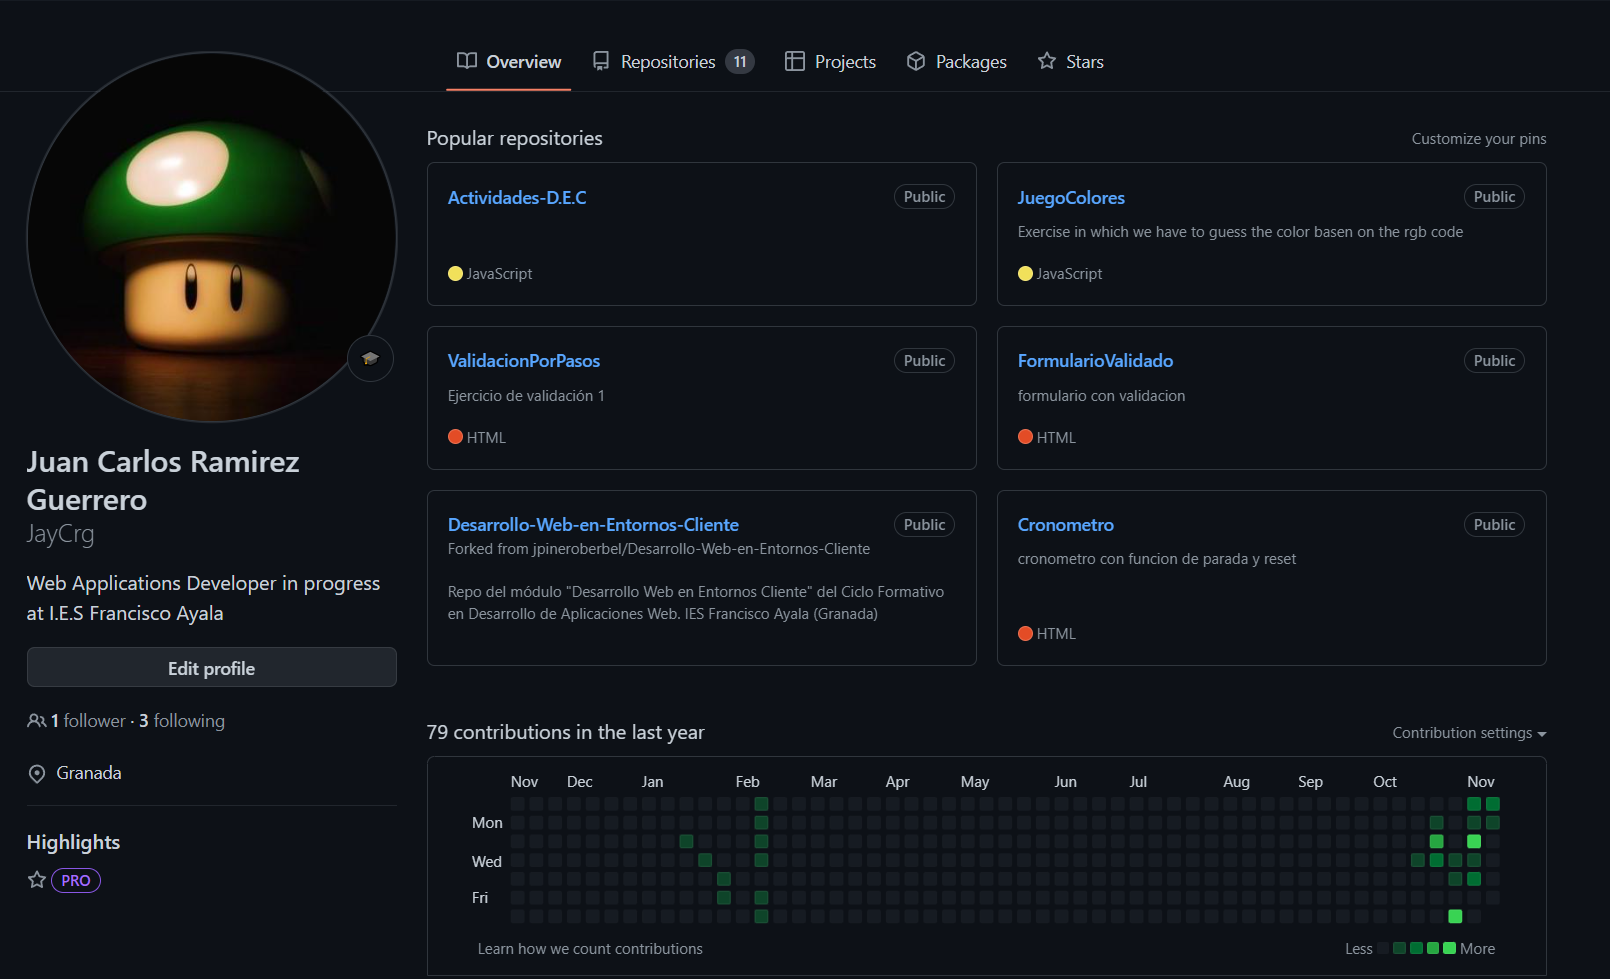 Overview
Repositories 11
Projects
Packages
Stars
Juan Carlos Ramirez
Guerrero
JayCrg
Web Applications Developer in progress
at I.E.S Francisco Ayala
Edit profile
1 follower · 3 following
Granada
Highlights
PRO
Popular repositories
Customize your pins
Actividades-D.E.C
Public
JavaScript
JuegoColores
Public
Exercise in which we have to guess the color basen on the rgb code
JavaScript
ValidacionPorPasos
Public
Ejercicio de validación 1
HTML
FormularioValidado
Public
formulario con validacion
HTML
Desarrollo-Web-en-Entornos-Cliente
Public
Forked from jpineroberbel/Desarrollo-Web-en-Entornos-Cliente
Repo del módulo "Desarrollo Web en Entornos Cliente" del Ciclo Formativo
en Desarrollo de Aplicaciones Web. IES Francisco Ayala (Granada)
Cronometro
Public
cronometro con funcion de parada y reset
HTML
79 contributions in the last year
Contribution settings
Nov Dec Jan Feb Mar Apr May Jun Jul Aug Sep Oct Nov
Mon
Wed
Fri
Learn how we count contributions
Less
More